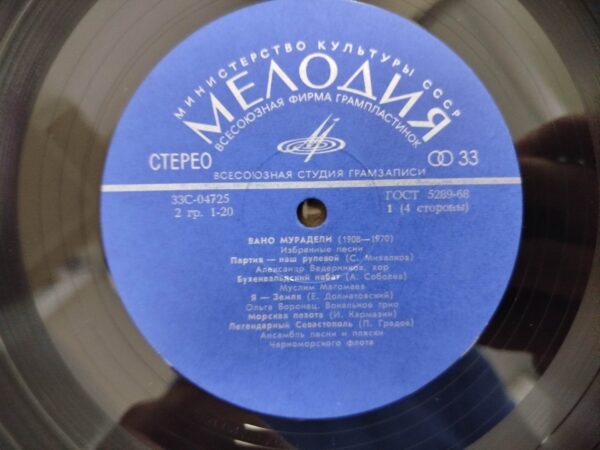 МИНИСТЕРСТВО КУЛЬТУРЫ СССР
МЕЛОДИЯ
ВСЕСОЮЗНАЯ ФИРМА ГРАМПЛАСТИНОК
СТЕРЕО 33
ВСЕСОЮЗНАЯ СТУДИЯ ГРАМЗАПИСИ
33С-04725 ГОСТ 5289-68
2 гр. 1-20 1 (4 стороны)
ВАНО МУРАДЕЛИ (1908—1970)
Избранные песни
Партия — наш рулевой (С. Михалков)
Александр Ведерников, хор
Бухенвальдский набат (А. Соболев)
Муслим Магомаев
Я — Земля (Е. Долматовский)
Ольга Воронец. Вокальное трио
Морская пехота (И. Кармазин)
Легендарный Севастополь (П. Градов)
Ансамбль песни и пляски
Черноморского флота